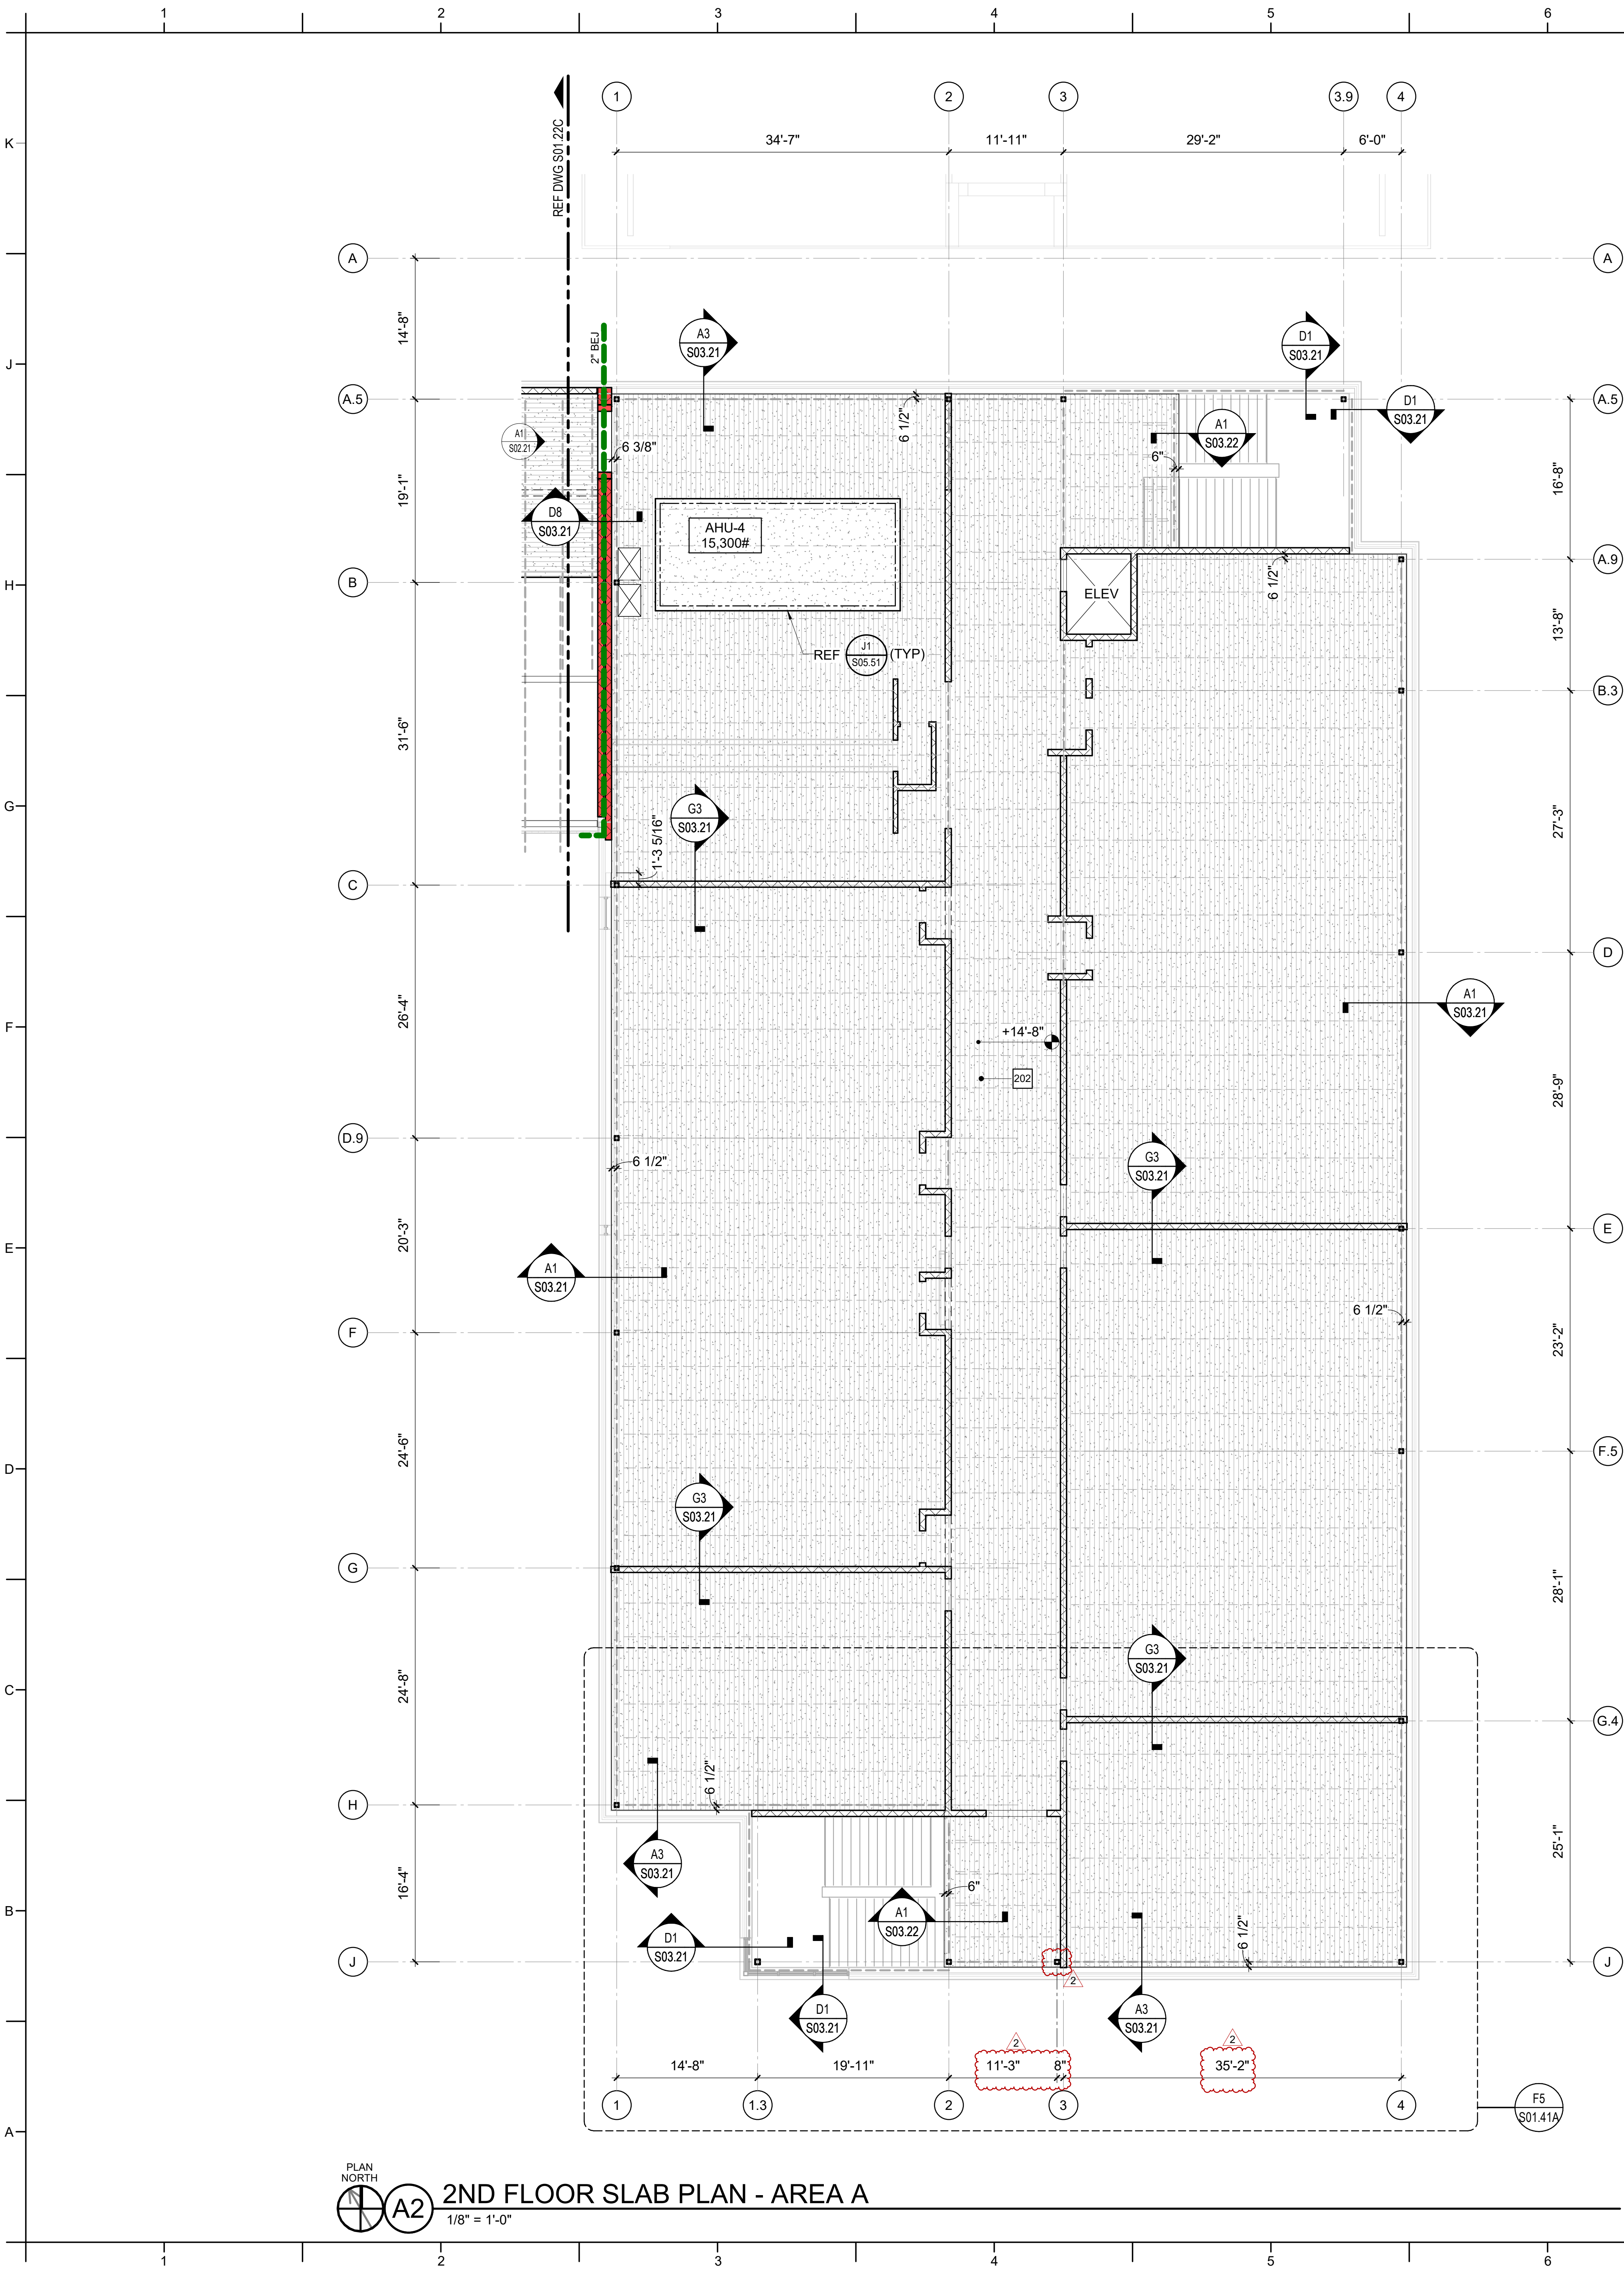 1 2 3 4 5 6
1 2 3 3.9 4
34'-7" 11'-11" 29'-2" 6'-0"
REF DWG S01.22C
K
A A
14'-8"
J
2" BEJ
A3
S03.21
D1
S03.21
A.5 A.5
D1
S03.21
6 1/2"
A1
S02.21
6 3/8"
A1
S03.22
6"
19'-1"
16'-8"
D8
S03.21
AHU-4
15,300#
H
B
A.9
ELEV
6 1/2"
13'-8"
REF
J1
S05.51
(TYP)
B.3
31'-6"
G
G3
S03.21
1'-3 5/16"
27'-3"
C
D
26'-4"
F
A1
S03.21
+14'-8"
202
28'-9"
D.9
6 1/2"
G3
S03.21
20'-3"
E
E
A1
S03.21
6 1/2"
F
23'-2"
24'-6"
D
F.5
G3
S03.21
G
28'-1"
G3
S03.21
24'-8"
C
G.4
6 1/2"
H
A3
S03.21
16'-4"
25'-1"
B
6"
A1
S03.22
D1
S03.21
6 1/2"
J J
2
D1
S03.21
A3
S03.21
2 2
14'-8" 19'-11" 11'-3" 8" 35'-2"
1 1.3 2 3 4
F5
S01.41A
A
PLAN
NORTH
A2
2ND FLOOR SLAB PLAN - AREA A
1/8" = 1'-0"
1 2 3 4 5 6